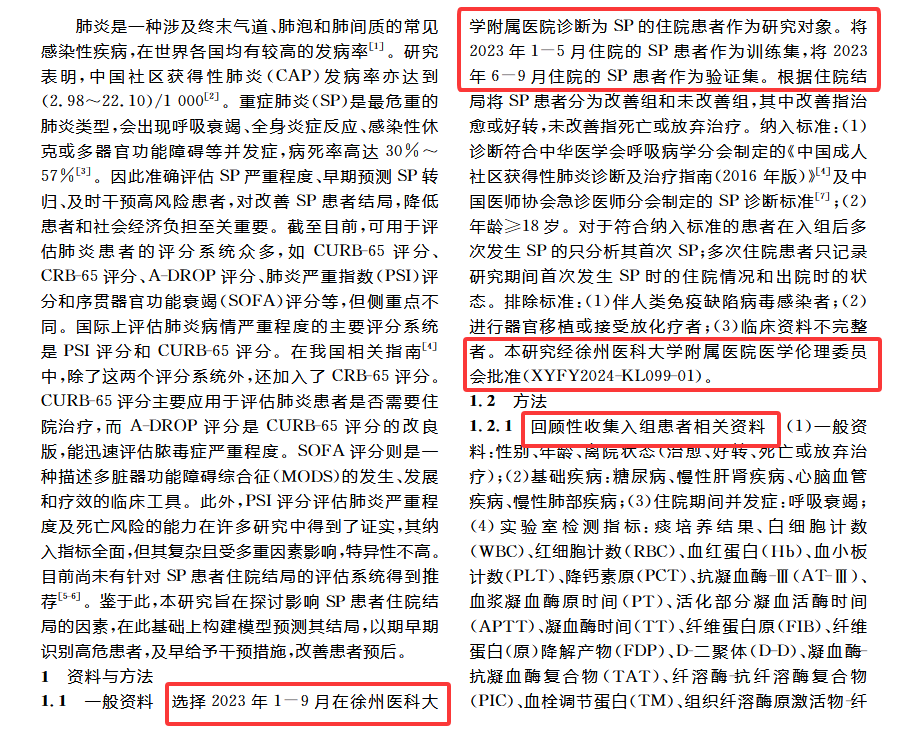 肺炎是一种涉及终末气道、肺泡和肺间质的常见
感染性疾病,在世界各国均有较高的发病率[1]。研究
表明,中国社区获得性肺炎(CAP)发病率亦达到
(2.98～22.10)/1 000[2]。重症肺炎(SP)是最危重的
肺炎类型,会出现呼吸衰竭、全身炎症反应、感染性休
克或多器官功能障碍等并发症,病死率高达 30%～
57%[3]。因此准确评估 SP 严重程度、早期预测 SP 转
归、及时干预高风险患者,对改善 SP 患者结局,降低
患者和社会经济负担至关重要。截至目前,可用于评
估肺炎患者的评分系统众多,如 CURB-65 评分、
CRB-65 评分、A-DROP 评分、肺炎严重指数(PSI)评
分和序贯器官功能衰竭(SOFA)评分等,但侧重点不
同。国际上评估肺炎病情严重程度的主要评分系统
是 PSI 评分和 CURB-65 评分。在我国相关指南[4]
中,除了这两个评分系统外,还加入了 CRB-65 评分。
CURB-65 评分主要应用于评估肺炎患者是否需要住
院治疗,而 A-DROP 评分是 CURB-65 评分的改良
版,能迅速评估脓毒症严重程度。SOFA 评分则是一
种描述多脏器功能障碍综合征(MODS)的发生、发展
和疗效的临床工具。此外,PSI 评分评估肺炎严重程
度及死亡风险的能力在许多研究中得到了证实,其纳
入指标全面,但其复杂且受多重因素影响,特异性不高。
目前尚未有针对 SP 患者住院结局的评估系统得到推
荐[5-6]。鉴于此,本研究旨在探讨影响 SP 患者住院结
局的因素,在此基础上构建模型预测其结局,以期早期
识别高危患者,及早给予干预措施,改善患者预后。
1 资料与方法
1.1 一般资料 选择 2023 年 1－9 月在徐州医科大
学附属医院诊断为 SP 的住院患者作为研究对象。将
2023 年 1－5 月住院的 SP 患者作为训练集,将 2023
年 6－9 月住院的 SP 患者作为验证集。根据住院结
局将 SP 患者分为改善组和未改善组,其中改善指治
愈或好转,未改善指死亡或放弃治疗。纳入标准:(1)
诊断符合中华医学会呼吸病学分会制定的《中国成人
社区获得性肺炎诊断及治疗指南(2016 年版)》[4]及中
国医师协会急诊医师分会制定的 SP 诊断标准[7];(2)
年龄≥18 岁。对于符合纳入标准的患者在入组后多
次发生 SP 的只分析其首次 SP;多次住院患者只记录
研究期间首次发生 SP 时的住院情况和出院时的状
态。排除标准:(1)伴人类免疫缺陷病毒感染者;(2)
进行器官移植或接受放化疗者;(3)临床资料不完整
者。本研究经徐州医科大学附属医院医学伦理委员
会批准(XYFY2024-KL099-01)。
1.2 方法
1.2.1 回顾性收集入组患者相关资料 (1)一般资
料:性别、年龄、离院状态(治愈、好转、死亡或放弃治
疗);(2)基础疾病:糖尿病、慢性肝肾疾病、心脑血管
疾病、慢性肺部疾病;(3)住院期间并发症:呼吸衰竭;
(4)实验室检测指标:痰培养结果、白细胞计数
(WBC)、红细胞计数(RBC)、血红蛋白(Hb)、血小板
计数(PLT)、降钙素原(PCT)、抗凝血酶-Ⅲ(AT-Ⅲ)、
血浆凝血酶原时间(PT)、活化部分凝血活酶时间
(APTT)、凝血酶时间(TT)、纤维蛋白原(FIB)、纤维
蛋白(原)降解产物(FDP)、D-二聚体(D-D)、凝血酶-
抗凝血酶复合物(TAT)、纤溶酶-抗纤溶酶复合物
(PIC)、血栓调节蛋白(TM)、组织纤溶酶原激活物-纤